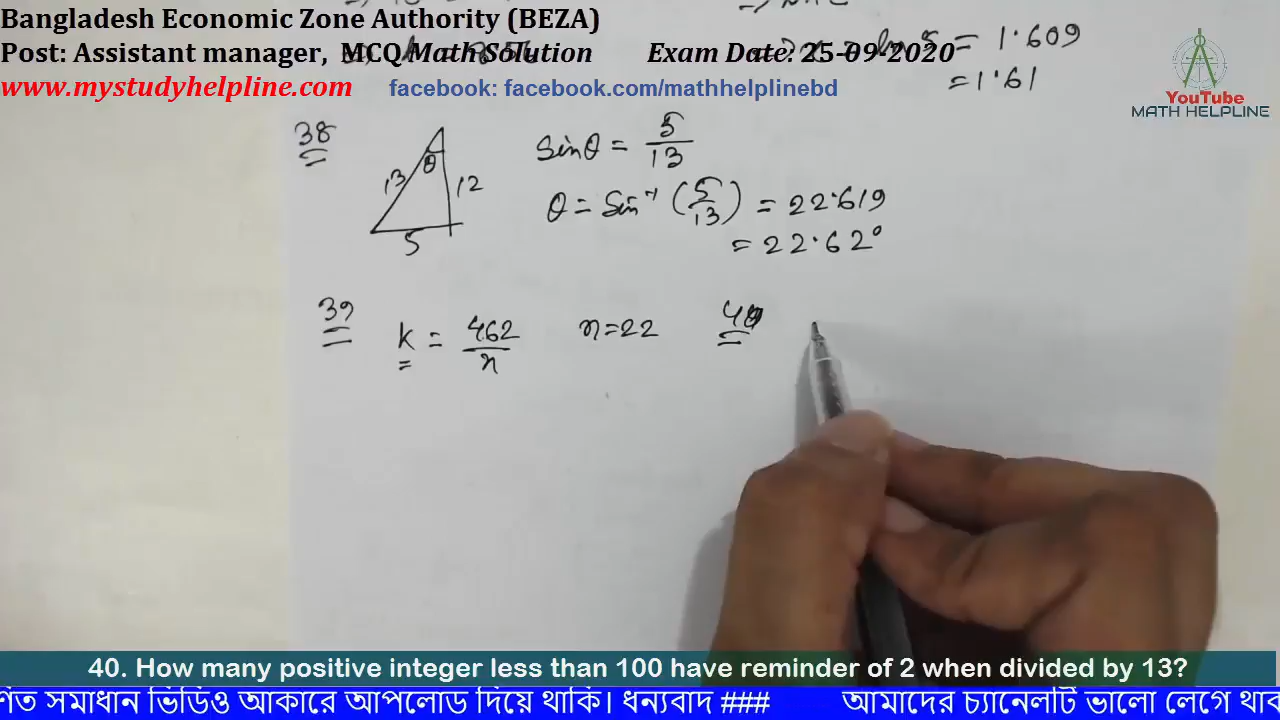 Bangladesh Economic Zone Authority (BEZA)
Post: Assistant manager, MCQ Math Solution Exam Date: 25-09-2020
www.mystudyhelpline.com facebook: facebook.com/mathhelplinebd
= 1.609
= 1.61
YouTube
MATH HELPLINE
38
13 θ 12
5
Sinθ = 5/13
θ = Sin⁻¹ (5/13) = 22.619
= 22.62°
39
k = 462/n n=22
40
40. How many positive integer less than 100 have reminder of 2 when divided by 13?
সমাধান ভিডিও আকারে আপলোড দিয়ে থাকি। ধন্যবাদ ### আমাদের চ্যানেলটি ভালো লেগে